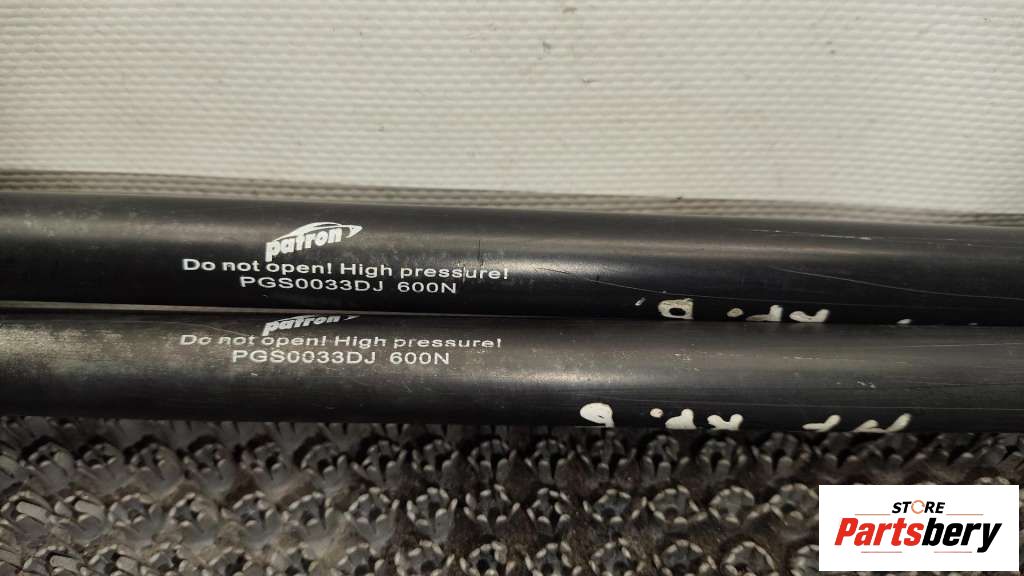 patron
Do not open! High pressure!
PGS0033DJ 600N
patron
Do not open! High pressure!
PGS0033DJ 600N
STORE
Partsbery